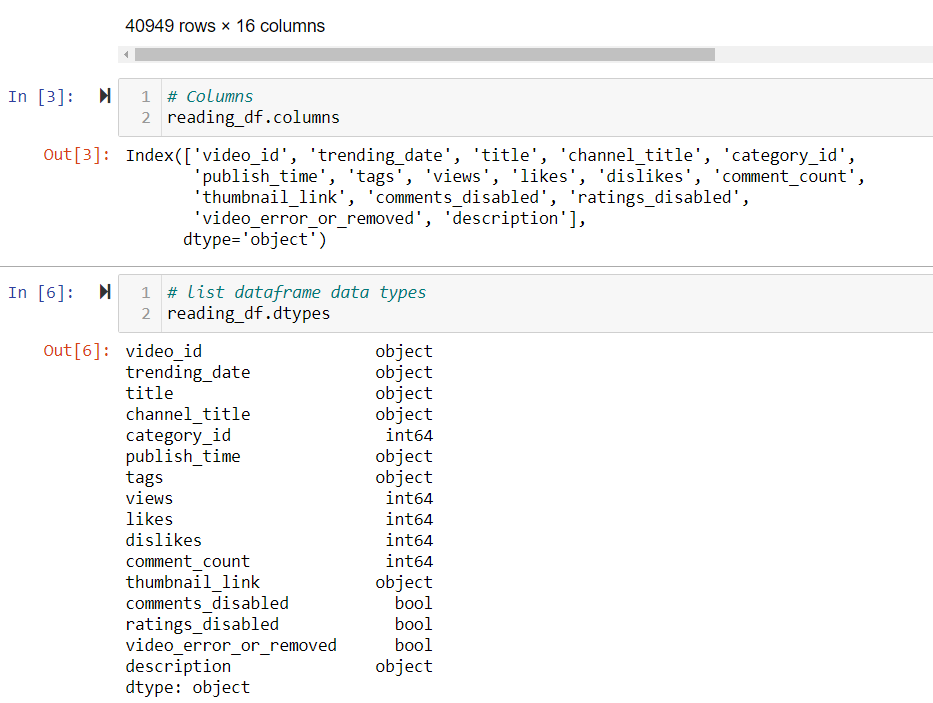 40949 rows × 16 columns
In [3]:
1 # Columns
2 reading_df.columns
Out[3]: Index(['video_id', 'trending_date', 'title', 'channel_title', 'category_id',
'publish_time', 'tags', 'views', 'likes', 'dislikes', 'comment_count',
'thumbnail_link', 'comments_disabled', 'ratings_disabled',
'video_error_or_removed', 'description'],
dtype='object')
In [6]:
1 # list dataframe data types
2 reading_df.dtypes
Out[6]: video_id object
trending_date object
title object
channel_title object
category_id int64
publish_time object
tags object
views int64
likes int64
dislikes int64
comment_count int64
thumbnail_link object
comments_disabled bool
ratings_disabled bool
video_error_or_removed bool
description object
dtype: object